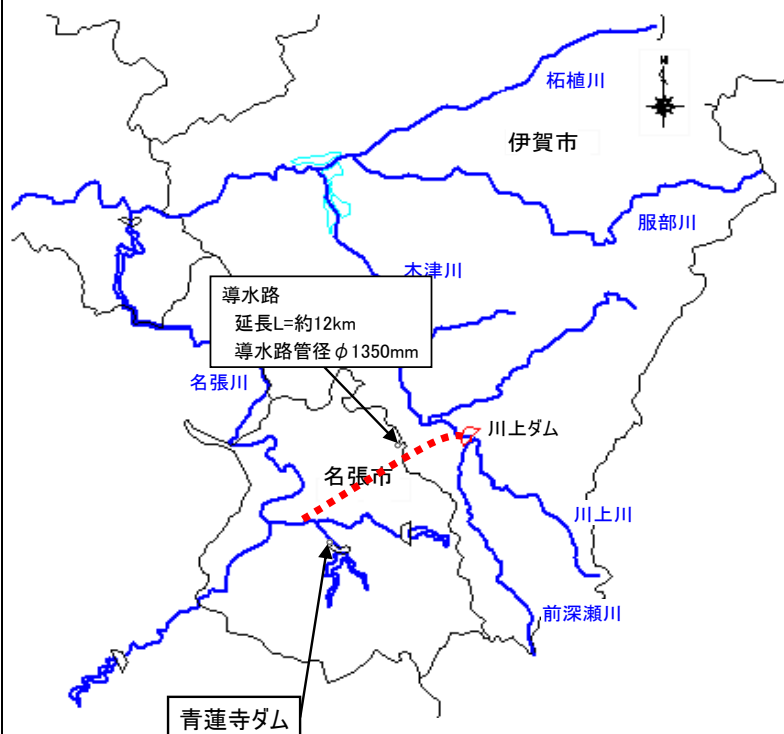 柘植川
N
伊賀市
服部川
木津川
導水路
延長L=約12km
導水路管径φ1350mm
名張川
川上ダム
名張市
川上川
前深瀬川
青蓮寺ダム